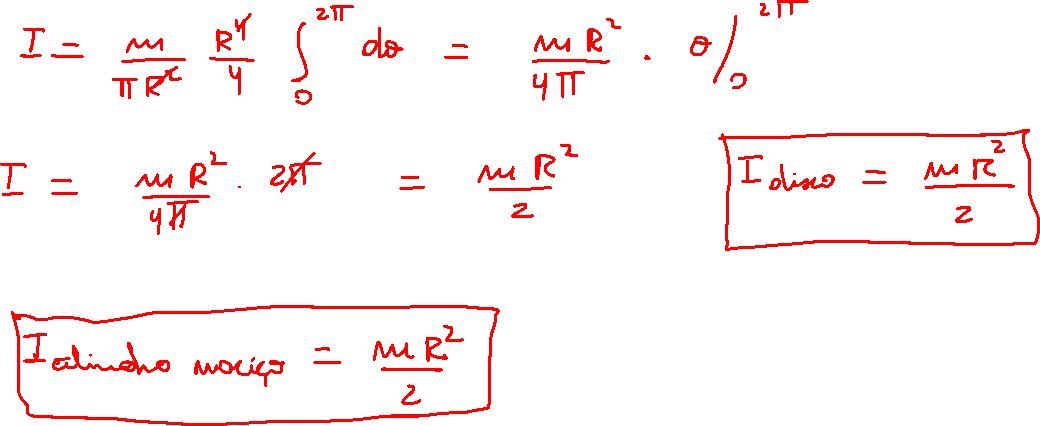 I = m/(πR²) R⁴/4 ∫₀^{2π} dθ = mR²/(4π) · θ/₀^{2π}
I = mR²/(4π) · 2π = mR²/2
I disco = mR²/2
I cilindro maciço = mR²/2